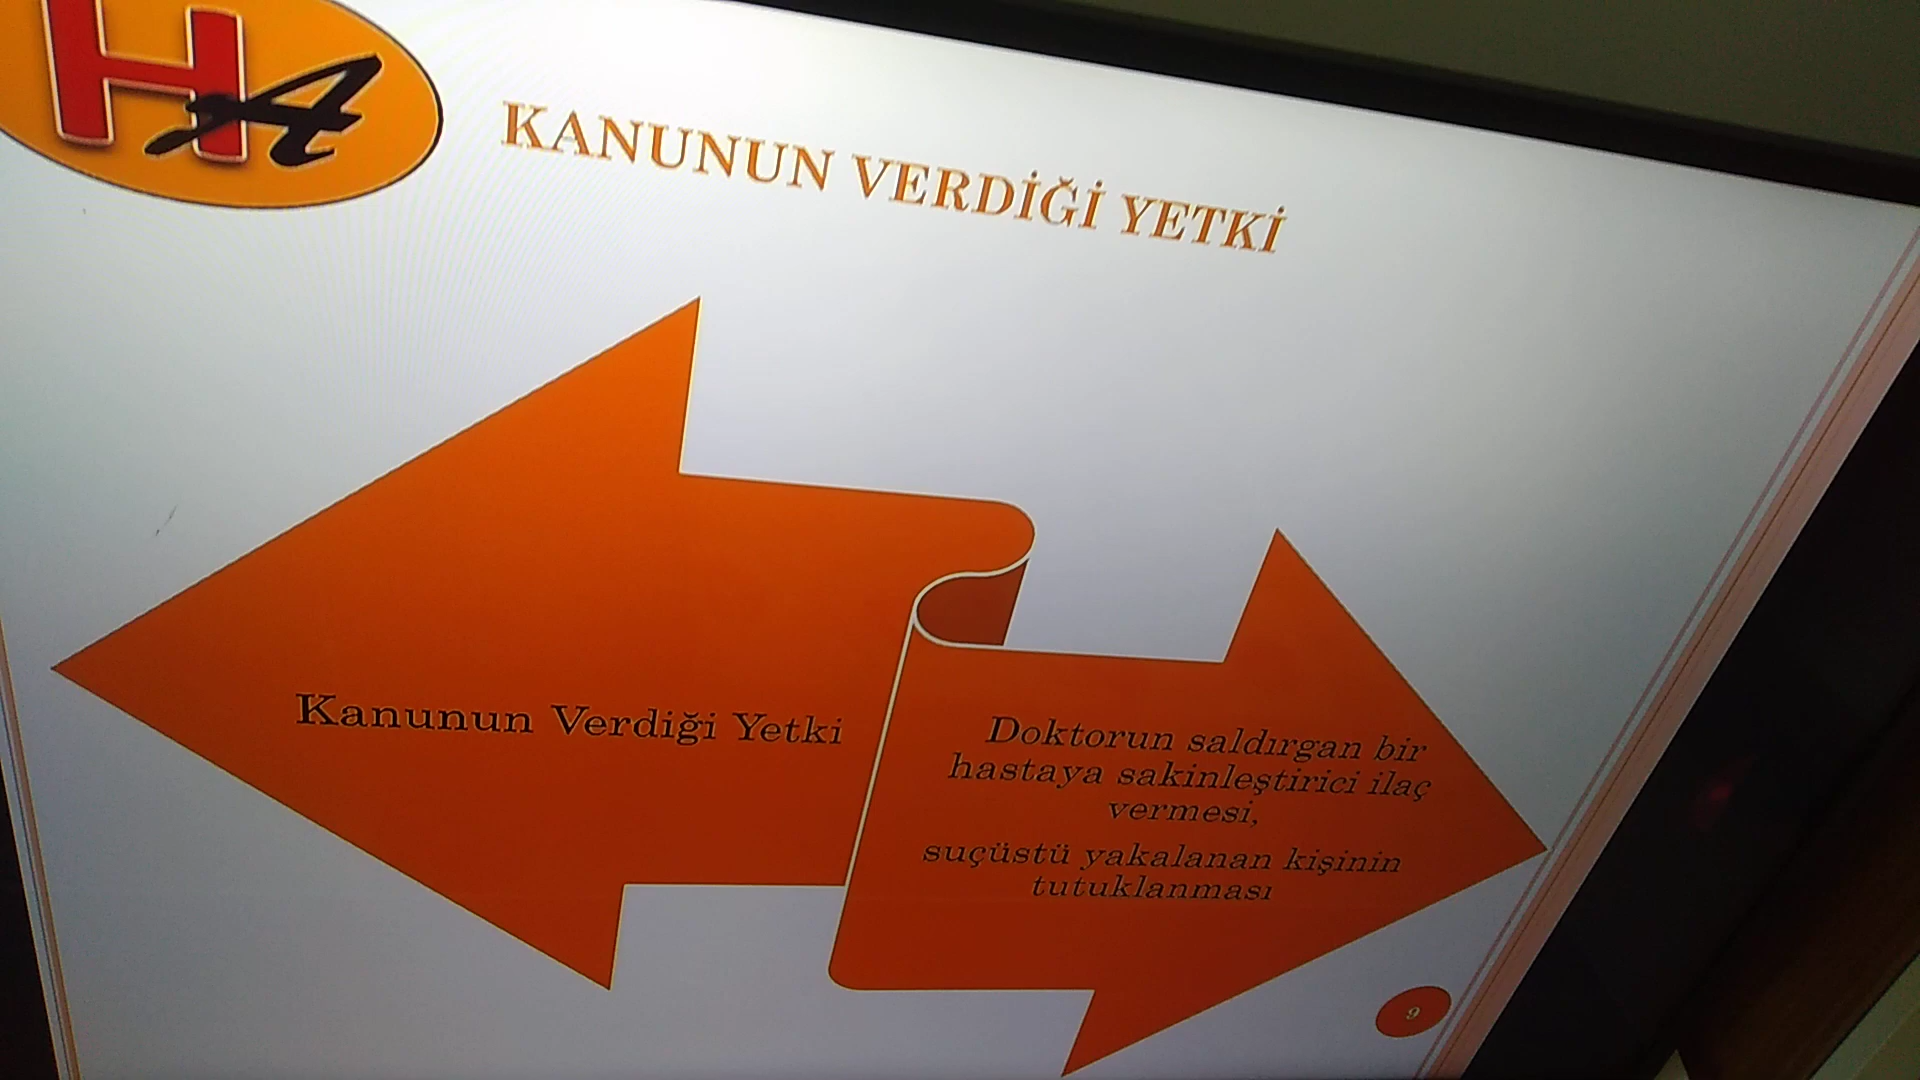 HA
KANUNUN VERDİĞİ YETKİ
Kanunun Verdiği Yetki
Doktorun saldırgan bir
hastaya sakinleştirici ilaç
vermesi,
suçüstü yakalanan kişinin
tutuklanması
9